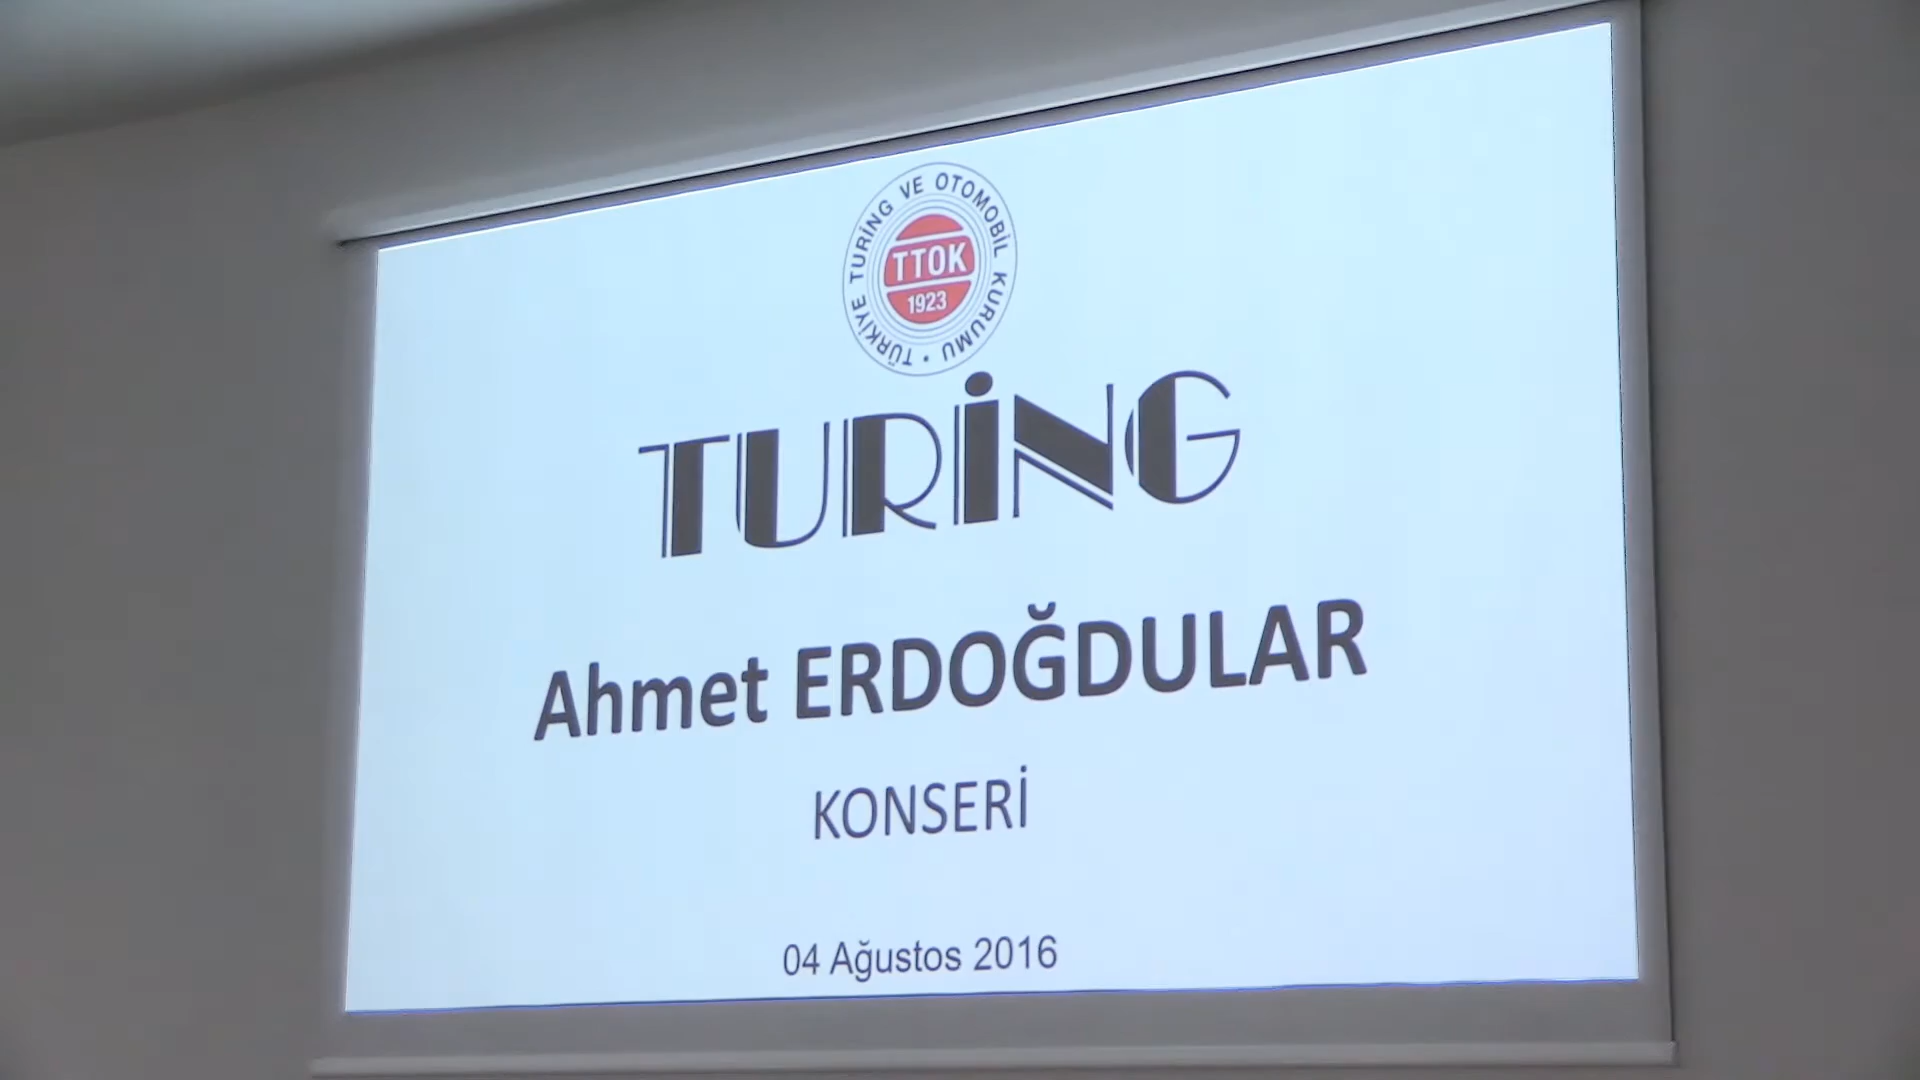 TÜRKİYE TURİNG VE OTOMOBİL KURUMU •
TTOK
1923
TURİNG
Ahmet ERDOĞDULAR
KONSERİ
04 Ağustos 2016